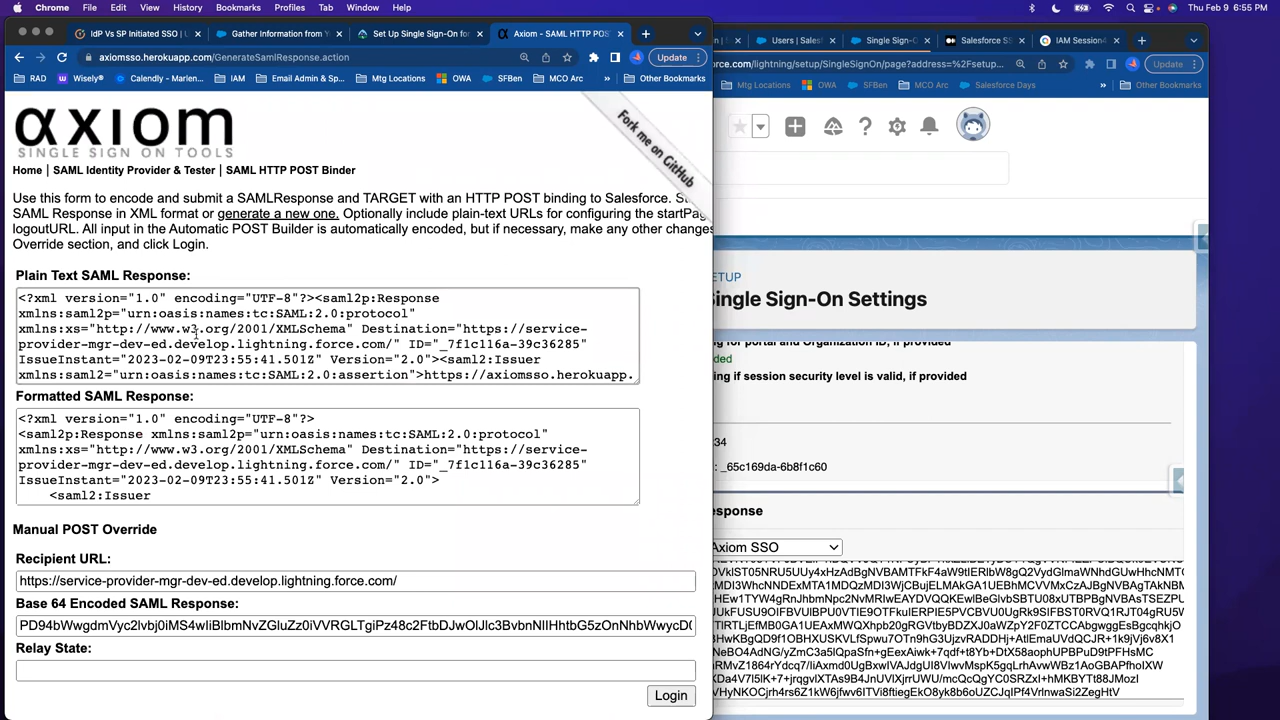 Chrome File Edit View History Bookmarks Profiles Tab Window Help
Thu Feb 9 6:55 PM
IdP Vs SP Initiated SSO |
Gather Information from Y
Set Up Single Sign-On for
Axiom - SAML HTTP POST
axiomsso.herokuapp.com/GenerateSamlResponse.action
Update
RAD Wisely® Calendly - Marlen... IAM Email Admin & Sp... Mtg Locations OWA SFBen MCO Arc » Other Bookmarks
Users | Salesf
Single Sign-O
Salesforce SS
IAM Session4
force.com/lightning/setup/SingleSignOn/page?address=%2Fsetup...
Update
Mtg Locations OWA SFBen MCO Arc Salesforce Days » Other Bookmarks
axiom
SINGLE SIGN ON TOOLS
Fork me on GitHub
Home | SAML Identity Provider & Tester | SAML HTTP POST Binder
Use this form to encode and submit a SAMLResponse and TARGET with an HTTP POST binding to Salesforce.
SAML Response in XML format or generate a new one. Optionally include plain-text URLs for configuring the startPag
logoutURL. All input in the Automatic POST Builder is automatically encoded, but if necessary, make any other changes
Override section, and click Login.
Plain Text SAML Response:
<?xml version="1.0" encoding="UTF-8"?><saml2p:Response
xmlns:saml2p="urn:oasis:names:tc:SAML:2.0:protocol"
xmlns:xs="http://www.w3.org/2001/XMLSchema" Destination="https://service-
provider-mgr-dev-ed.develop.lightning.force.com/" ID="_7f1c116a-39c36285"
IssueInstant="2023-02-09T23:55:41.501Z" Version="2.0"><saml2:Issuer
xmlns:saml2="urn:oasis:names:tc:SAML:2.0:assertion">https://axiomsso.herokuapp.
Formatted SAML Response:
<?xml version="1.0" encoding="UTF-8"?>
<saml2p:Response xmlns:saml2p="urn:oasis:names:tc:SAML:2.0:protocol"
xmlns:xs="http://www.w3.org/2001/XMLSchema" Destination="https://service-
provider-mgr-dev-ed.develop.lightning.force.com/" ID="_7f1c116a-39c36285"
IssueInstant="2023-02-09T23:55:41.501Z" Version="2.0">
<saml2:Issuer
Manual POST Override
Recipient URL:
https://service-provider-mgr-dev-ed.develop.lightning.force.com/
Base 64 Encoded SAML Response:
Relay State:
Login
ETUP
ingle Sign-On Settings
ng for portal and Organization ID, if provided
ded
ing if session security level is valid, if provided
34
: _65c169da-6b8f1c60
esponse
Axiom SSO